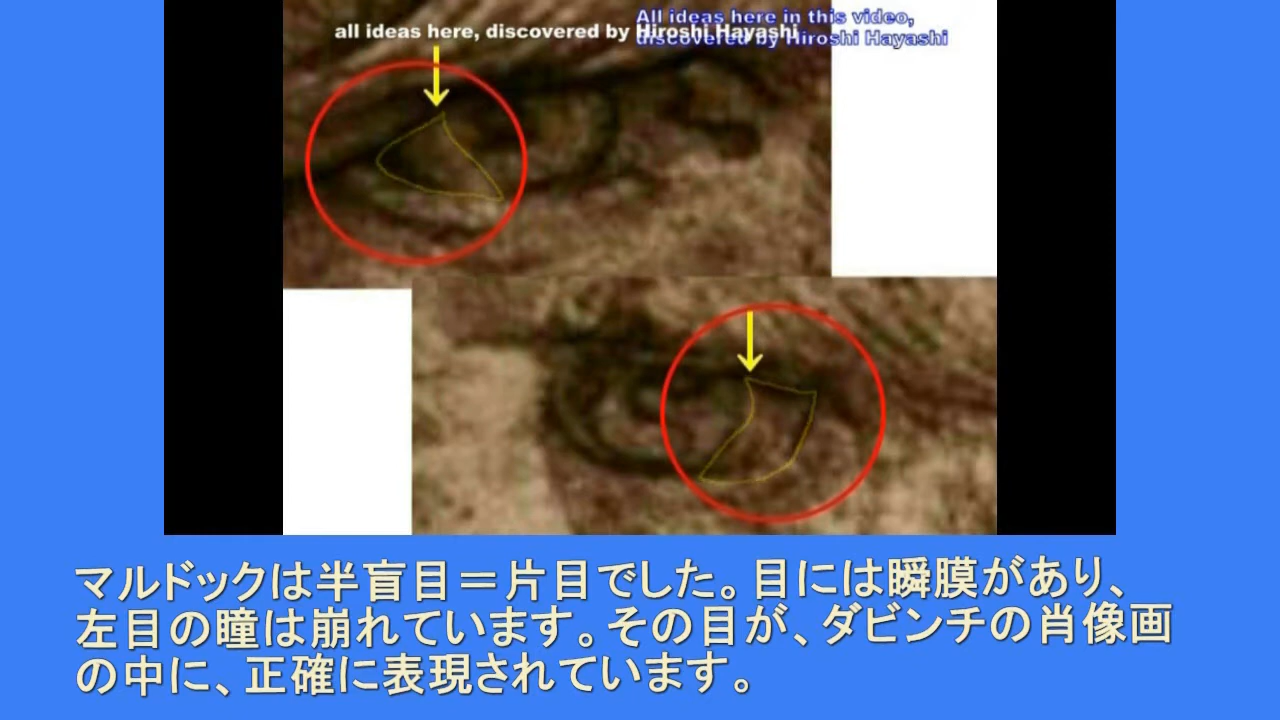 All ideas here in this video,
all ideas here, discovered by Hiroshi Hayashi
discovered by Hiroshi Hayashi
マルドックは半盲目＝片目でした。目には瞬膜があり、
左目の瞳は崩れています。その目が、ダビンチの肖像画
の中に、正確に表現されています。